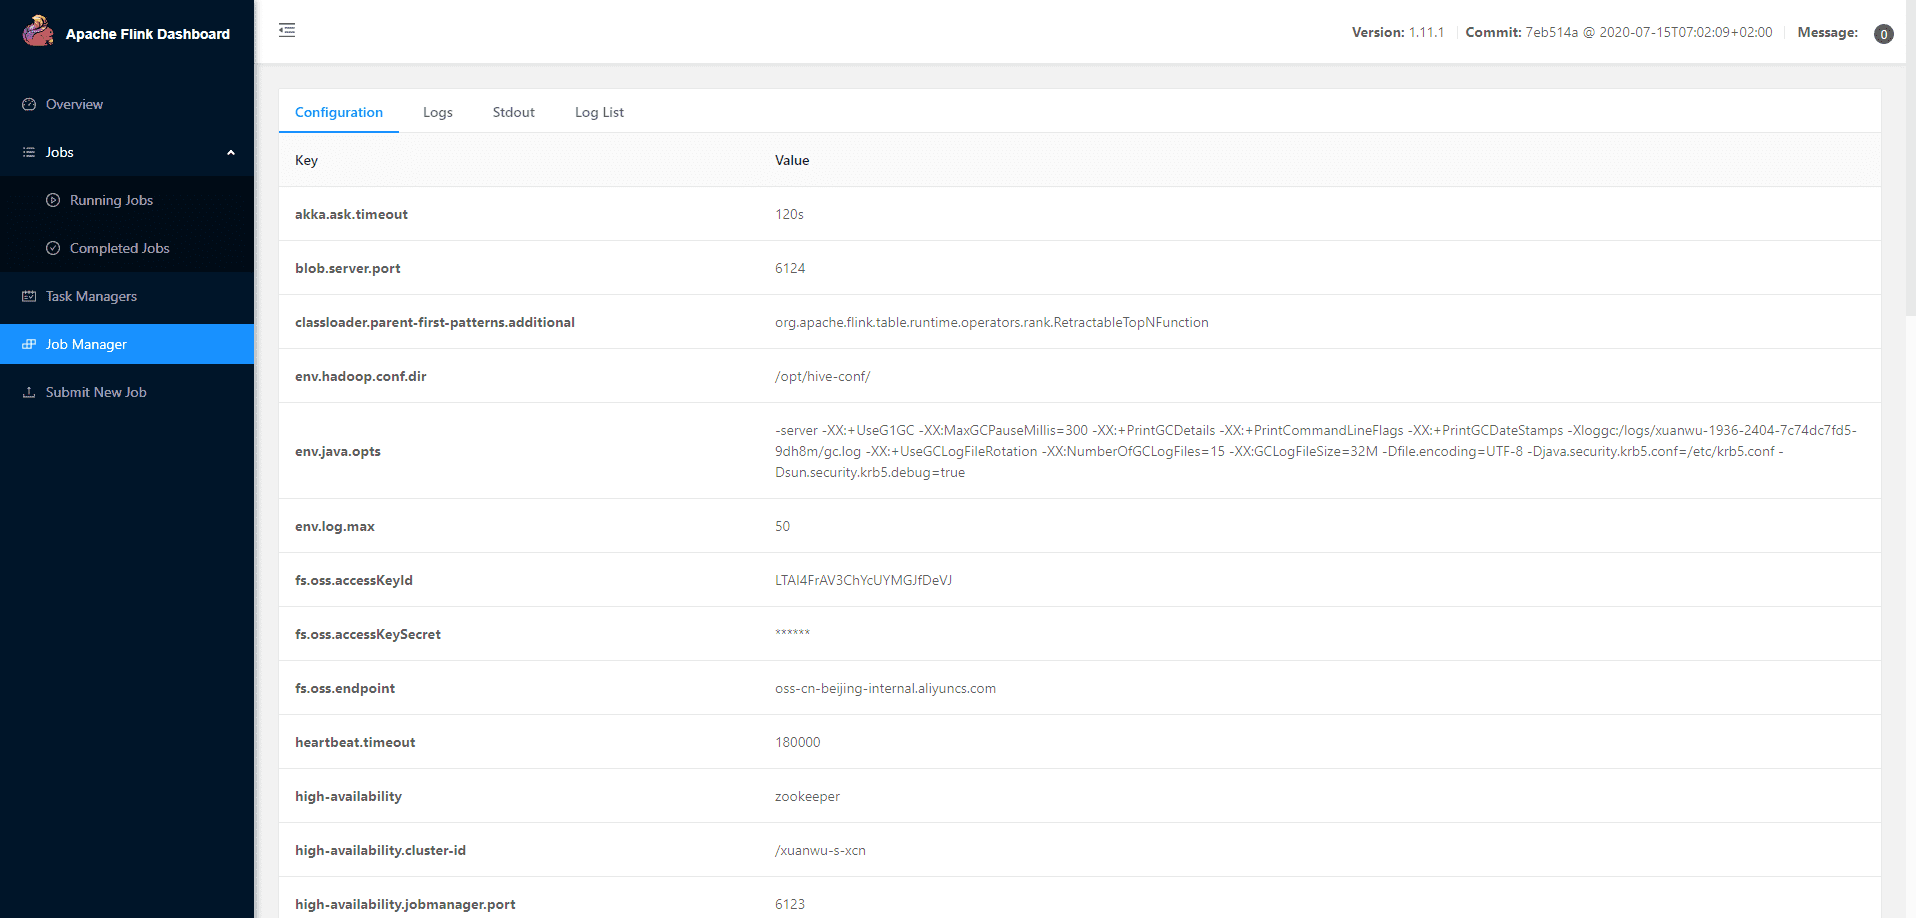 Apache Flink Dashboard
Version: 1.11.1 Commit: 7eb514a @ 2020-07-15T07:02:09+02:00 Message: 0
Overview
Jobs
Running Jobs
Completed Jobs
Task Managers
Job Manager
Submit New Job
Configuration Logs Stdout Log List
Key Value
akka.ask.timeout 120s
blob.server.port 6124
classloader.parent-first-patterns.additional org.apache.flink.table.runtime.operators.rank.RetractableTopNFunction
env.hadoop.conf.dir /opt/hive-conf/
env.java.opts
-server -XX:+UseG1GC -XX:MaxGCPauseMillis=300 -XX:+PrintGCDetails -XX:+PrintCommandLineFlags -XX:+PrintGCDateStamps -Xloggc:/logs/xuanwu-1936-2404-7c74dc7fd5-
9dh8m/gc.log -XX:+UseGCLogFileRotation -XX:NumberOfGCLogFiles=15 -XX:GCLogFileSize=32M -Dfile.encoding=UTF-8 -Djava.security.krb5.conf=/etc/krb5.conf -
Dsun.security.krb5.debug=true
env.log.max 50
fs.oss.accessKeyId LTAI4FrAV3ChYcUYMGJfDeVJ
fs.oss.accessKeySecret ******
fs.oss.endpoint oss-cn-beijing-internal.aliyuncs.com
heartbeat.timeout 180000
high-availability zookeeper
high-availability.cluster-id /xuanwu-s-xcn
high-availability.jobmanager.port 6123